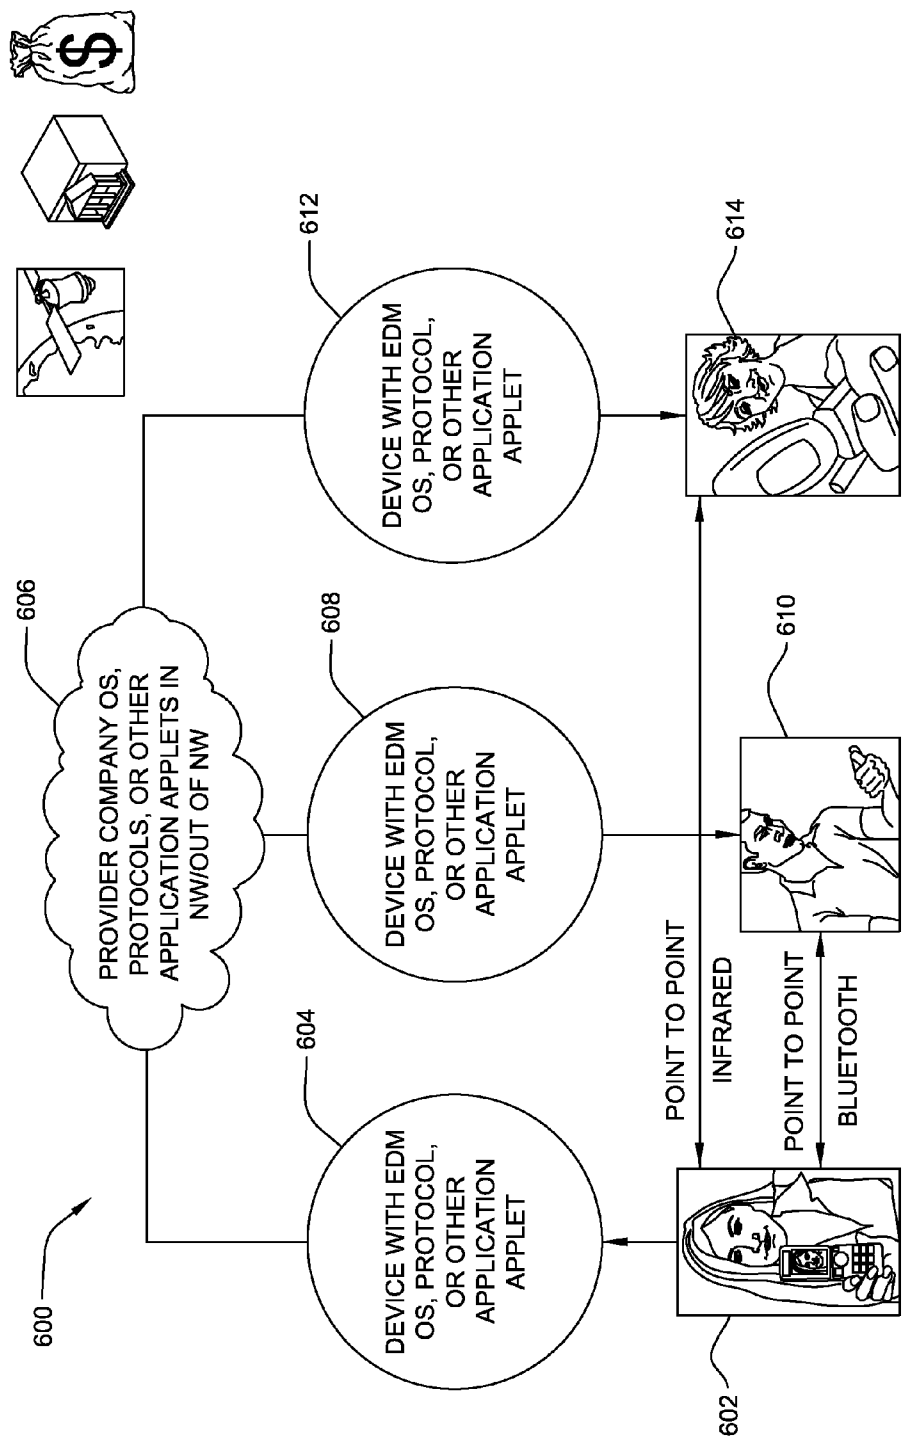 600
606
PROVIDER COMPANY OS,
PROTOCOLS, OR OTHER
APPLICATION APPLETS IN
NW/OUT OF NW
$
604
DEVICE WITH EDM
OS, PROTOCOL,
OR OTHER
APPLICATION
APPLET
608
DEVICE WITH EDM
OS, PROTOCOL,
OR OTHER
APPLICATION
APPLET
612
DEVICE WITH EDM
OS, PROTOCOL,
OR OTHER
APPLICATION
APPLET
POINT TO POINT
INFRARED
POINT TO POINT
BLUETOOTH
602
610
614